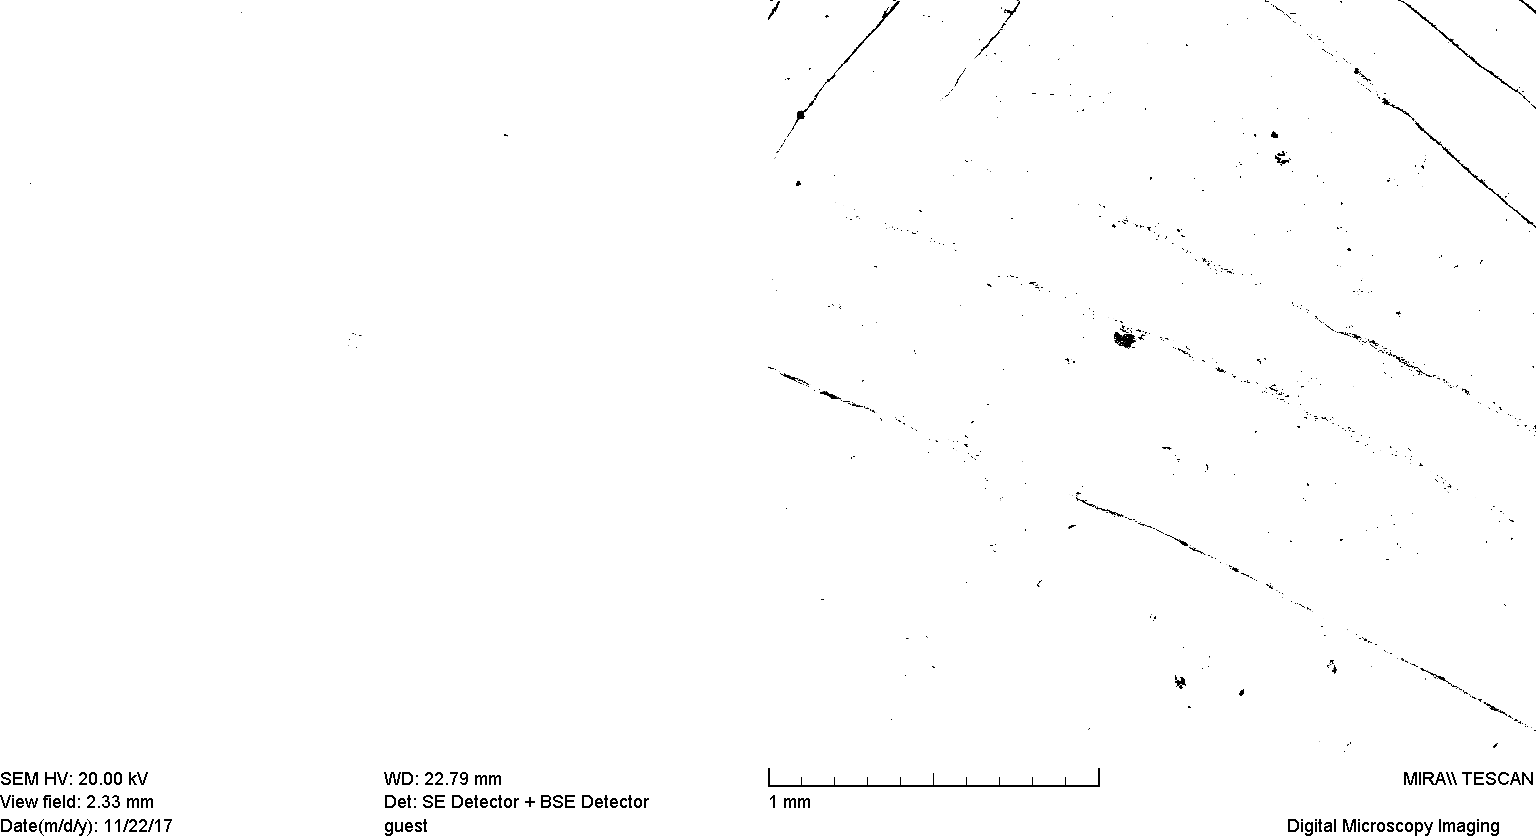 SEM HV: 20.00 kV
WD: 22.79 mm
MIRA\\ TESCAN
View field: 2.33 mm
Det: SE Detector + BSE Detector
1 mm
Date(m/d/y): 11/22/17
guest
Digital Microscopy Imaging